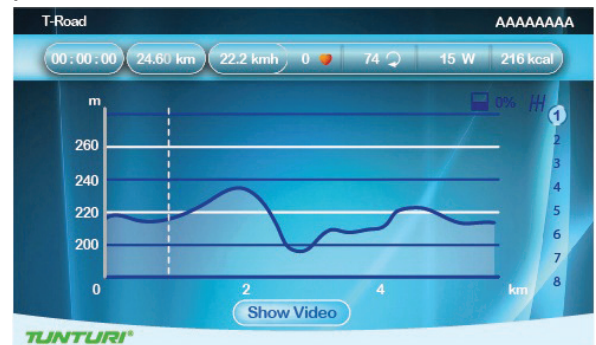 T-Road AAAAAAAA
00:00:00 24.60 km 22.2 kmh 0 74 15 W 216 kcal
m 0% 1
260 2
3
240 4
220 5
6
200 7
8
0 2 4 km
Show Video
TUNTURI®